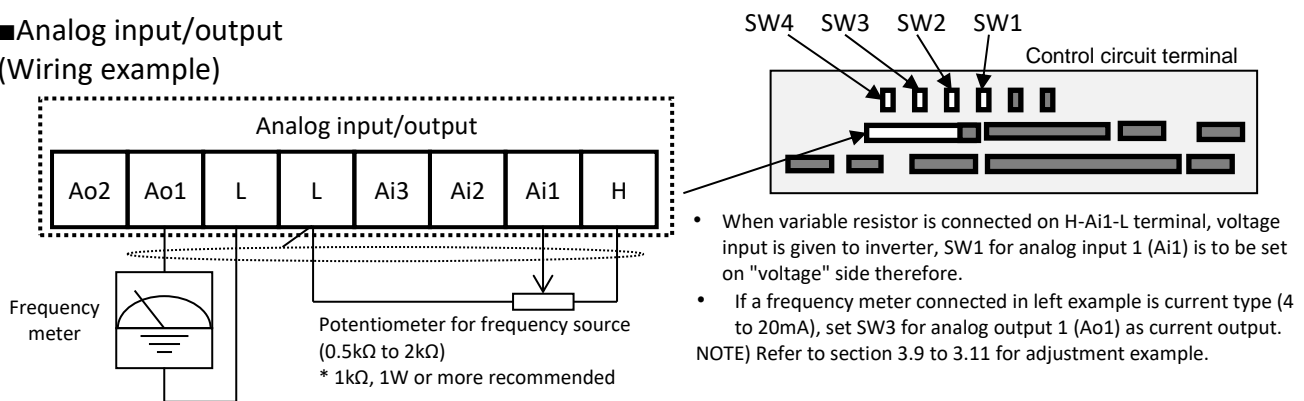 ■Analog input/output
(Wiring example)
Analog input/output
Ao2 Ao1 L L Ai3 Ai2 Ai1 H
Frequency
meter
Potentiometer for frequency source
(0.5kΩ to 2kΩ)
* 1kΩ, 1W or more recommended
SW4 SW3 SW2 SW1
Control circuit terminal
• When variable resistor is connected on H-Ai1-L terminal, voltage
input is given to inverter, SW1 for analog input 1 (Ai1) is to be set
on "voltage" side therefore.
• If a frequency meter connected in left example is current type (4
to 20mA), set SW3 for analog output 1 (Ao1) as current output.
NOTE) Refer to section 3.9 to 3.11 for adjustment example.